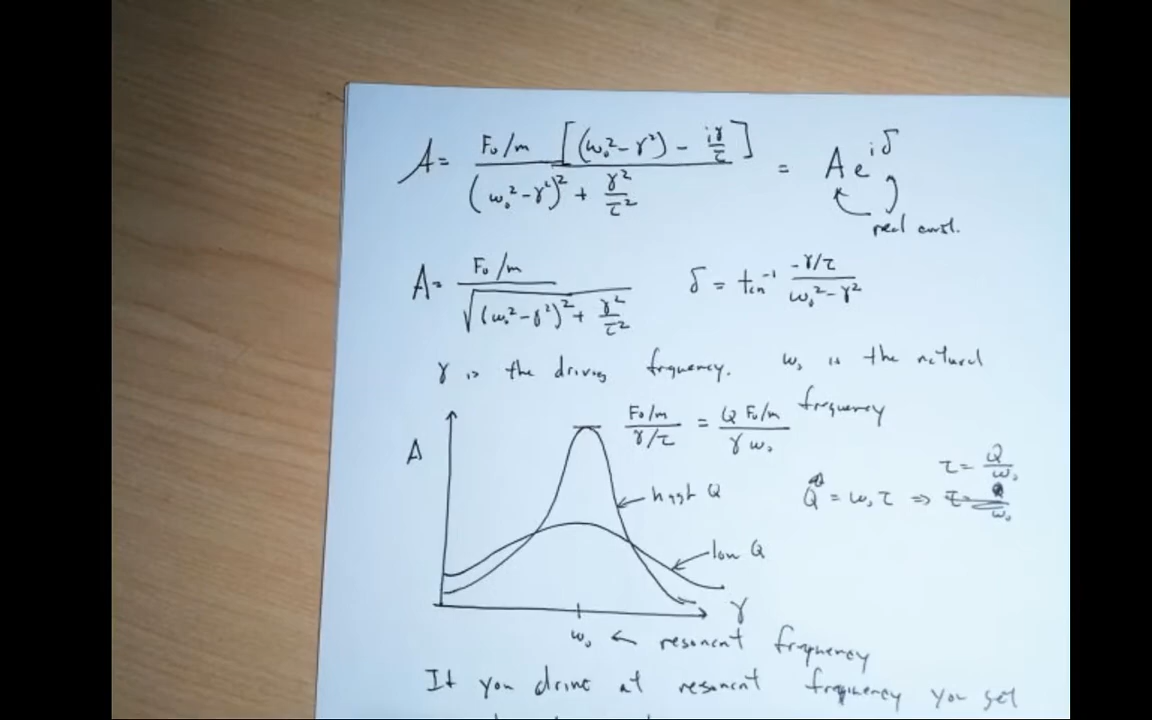 A = F₀/m [(ω₀² - γ²) - iγ/τ] / (ω₀² - γ²)² + γ²/τ² = A e^{iδ}
real const.
A = F₀/m / √((ω₀² - γ²)² + γ²/τ²) δ = tan⁻¹ -γ/τ / ω₀² - γ²
γ is the driving frequency. ω₀ is the natural
frequency
F₀/m / γ/τ = Q F₀/m / γ ω₀
A
τ = Q/ω₀
high Q
Q = ω₀ τ ⇒
low Q
γ
ω₀ ← resonant frequency
If you drive at resonant frequency you get